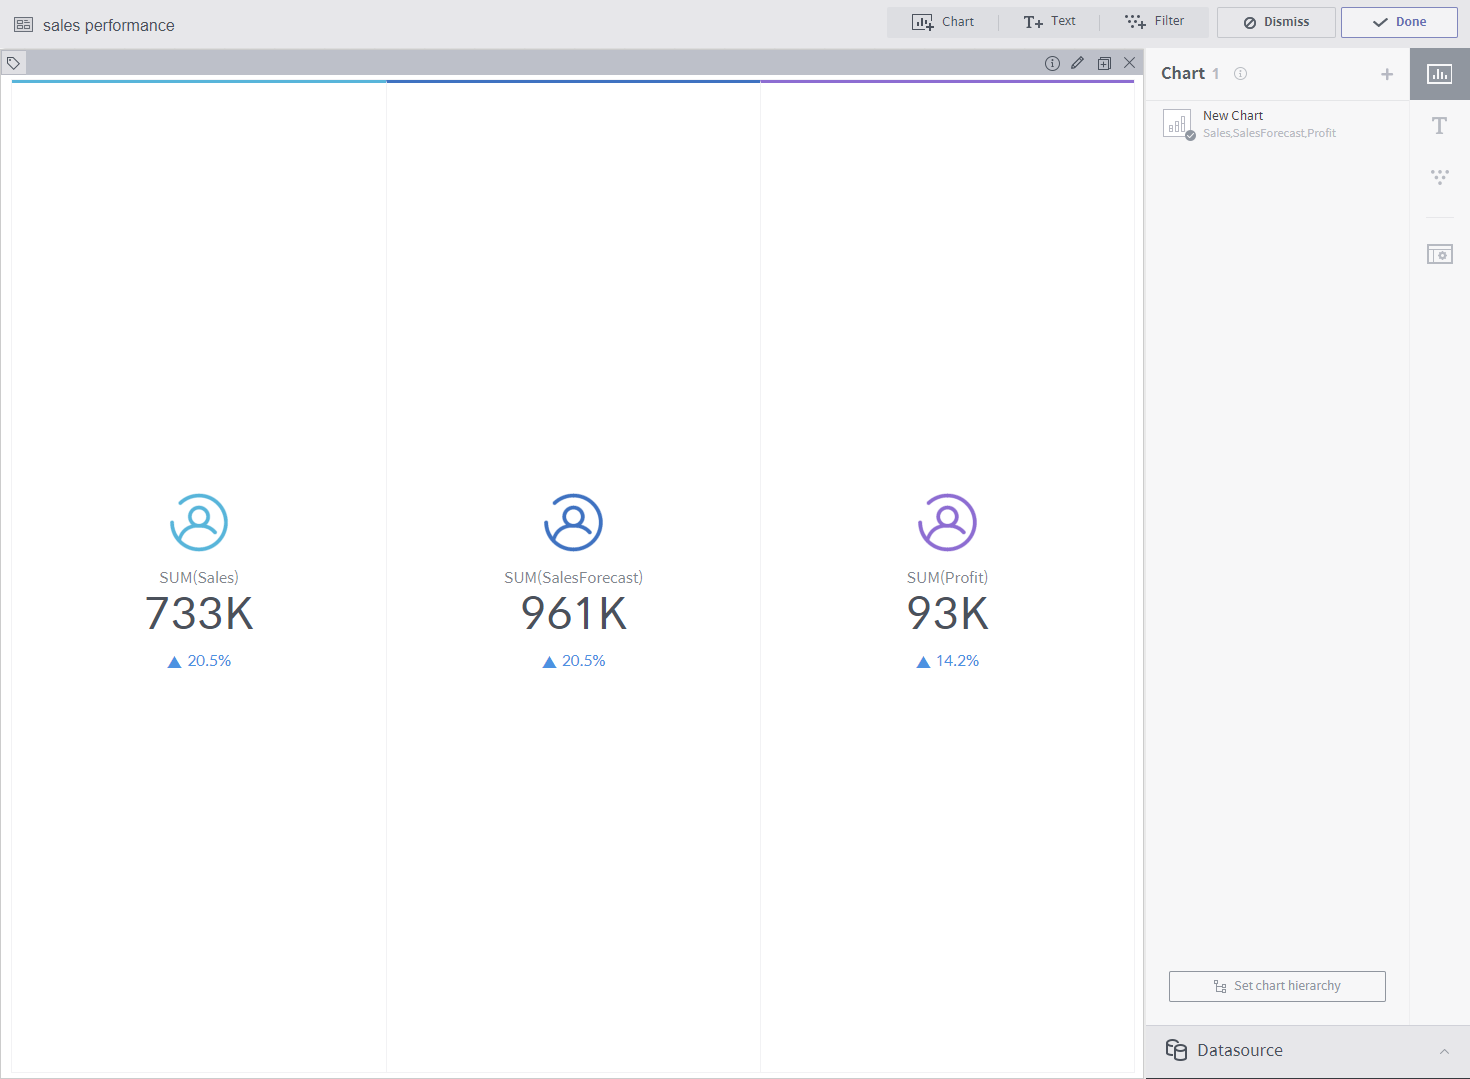 sales performance
Chart
Text
Filter
Dismiss
Done
Chart 1
New Chart
Sales,SalesForecast,Profit
SUM(Sales)
733K
▲ 20.5%
SUM(SalesForecast)
961K
▲ 20.5%
SUM(Profit)
93K
▲ 14.2%
Set chart hierarchy
Datasource